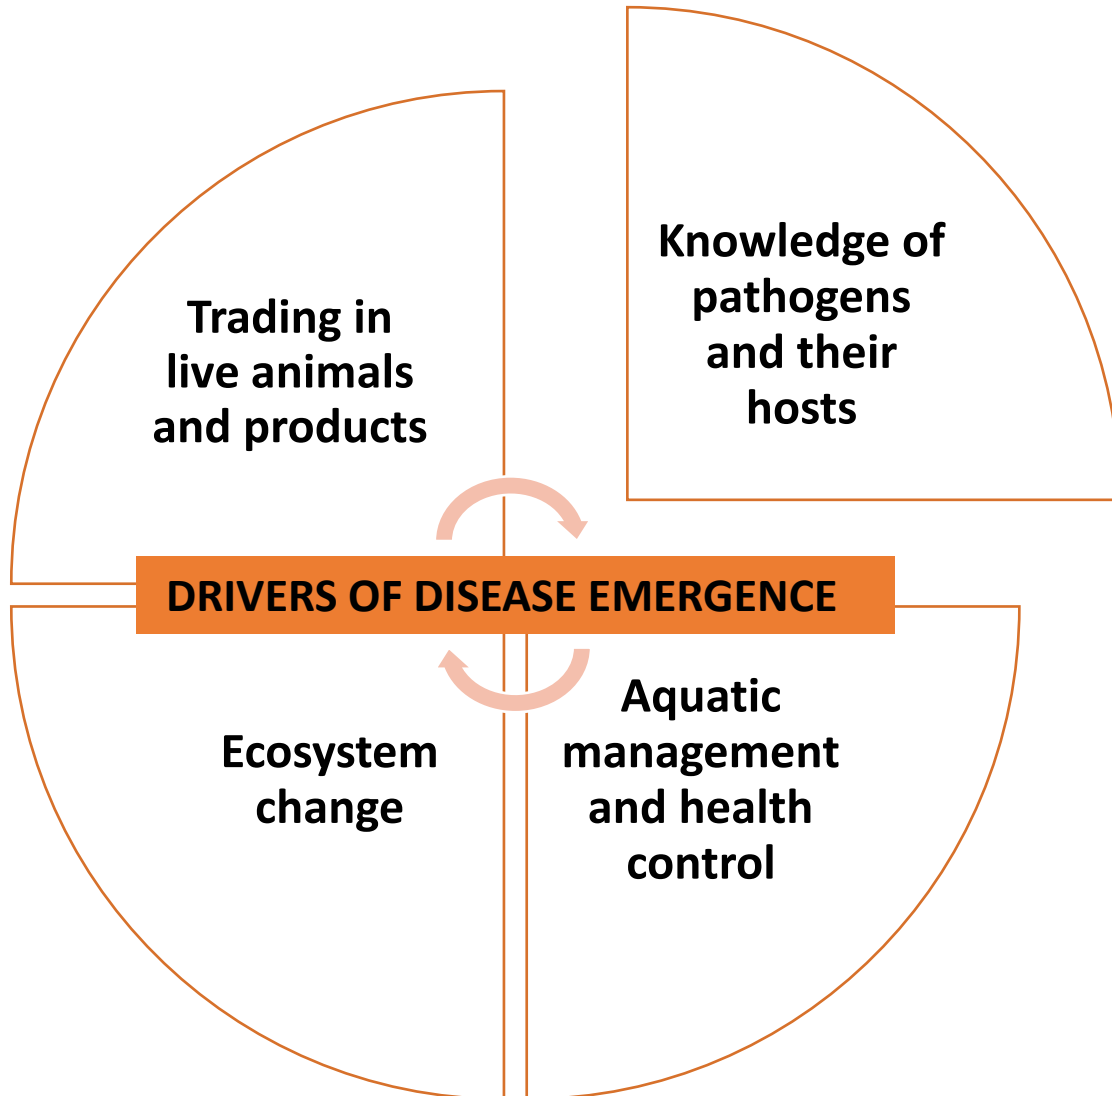 Trading in
live animals
and products
Knowledge of
pathogens
and their
hosts
DRIVERS OF DISEASE EMERGENCE
Ecosystem
change
Aquatic
management
and health
control